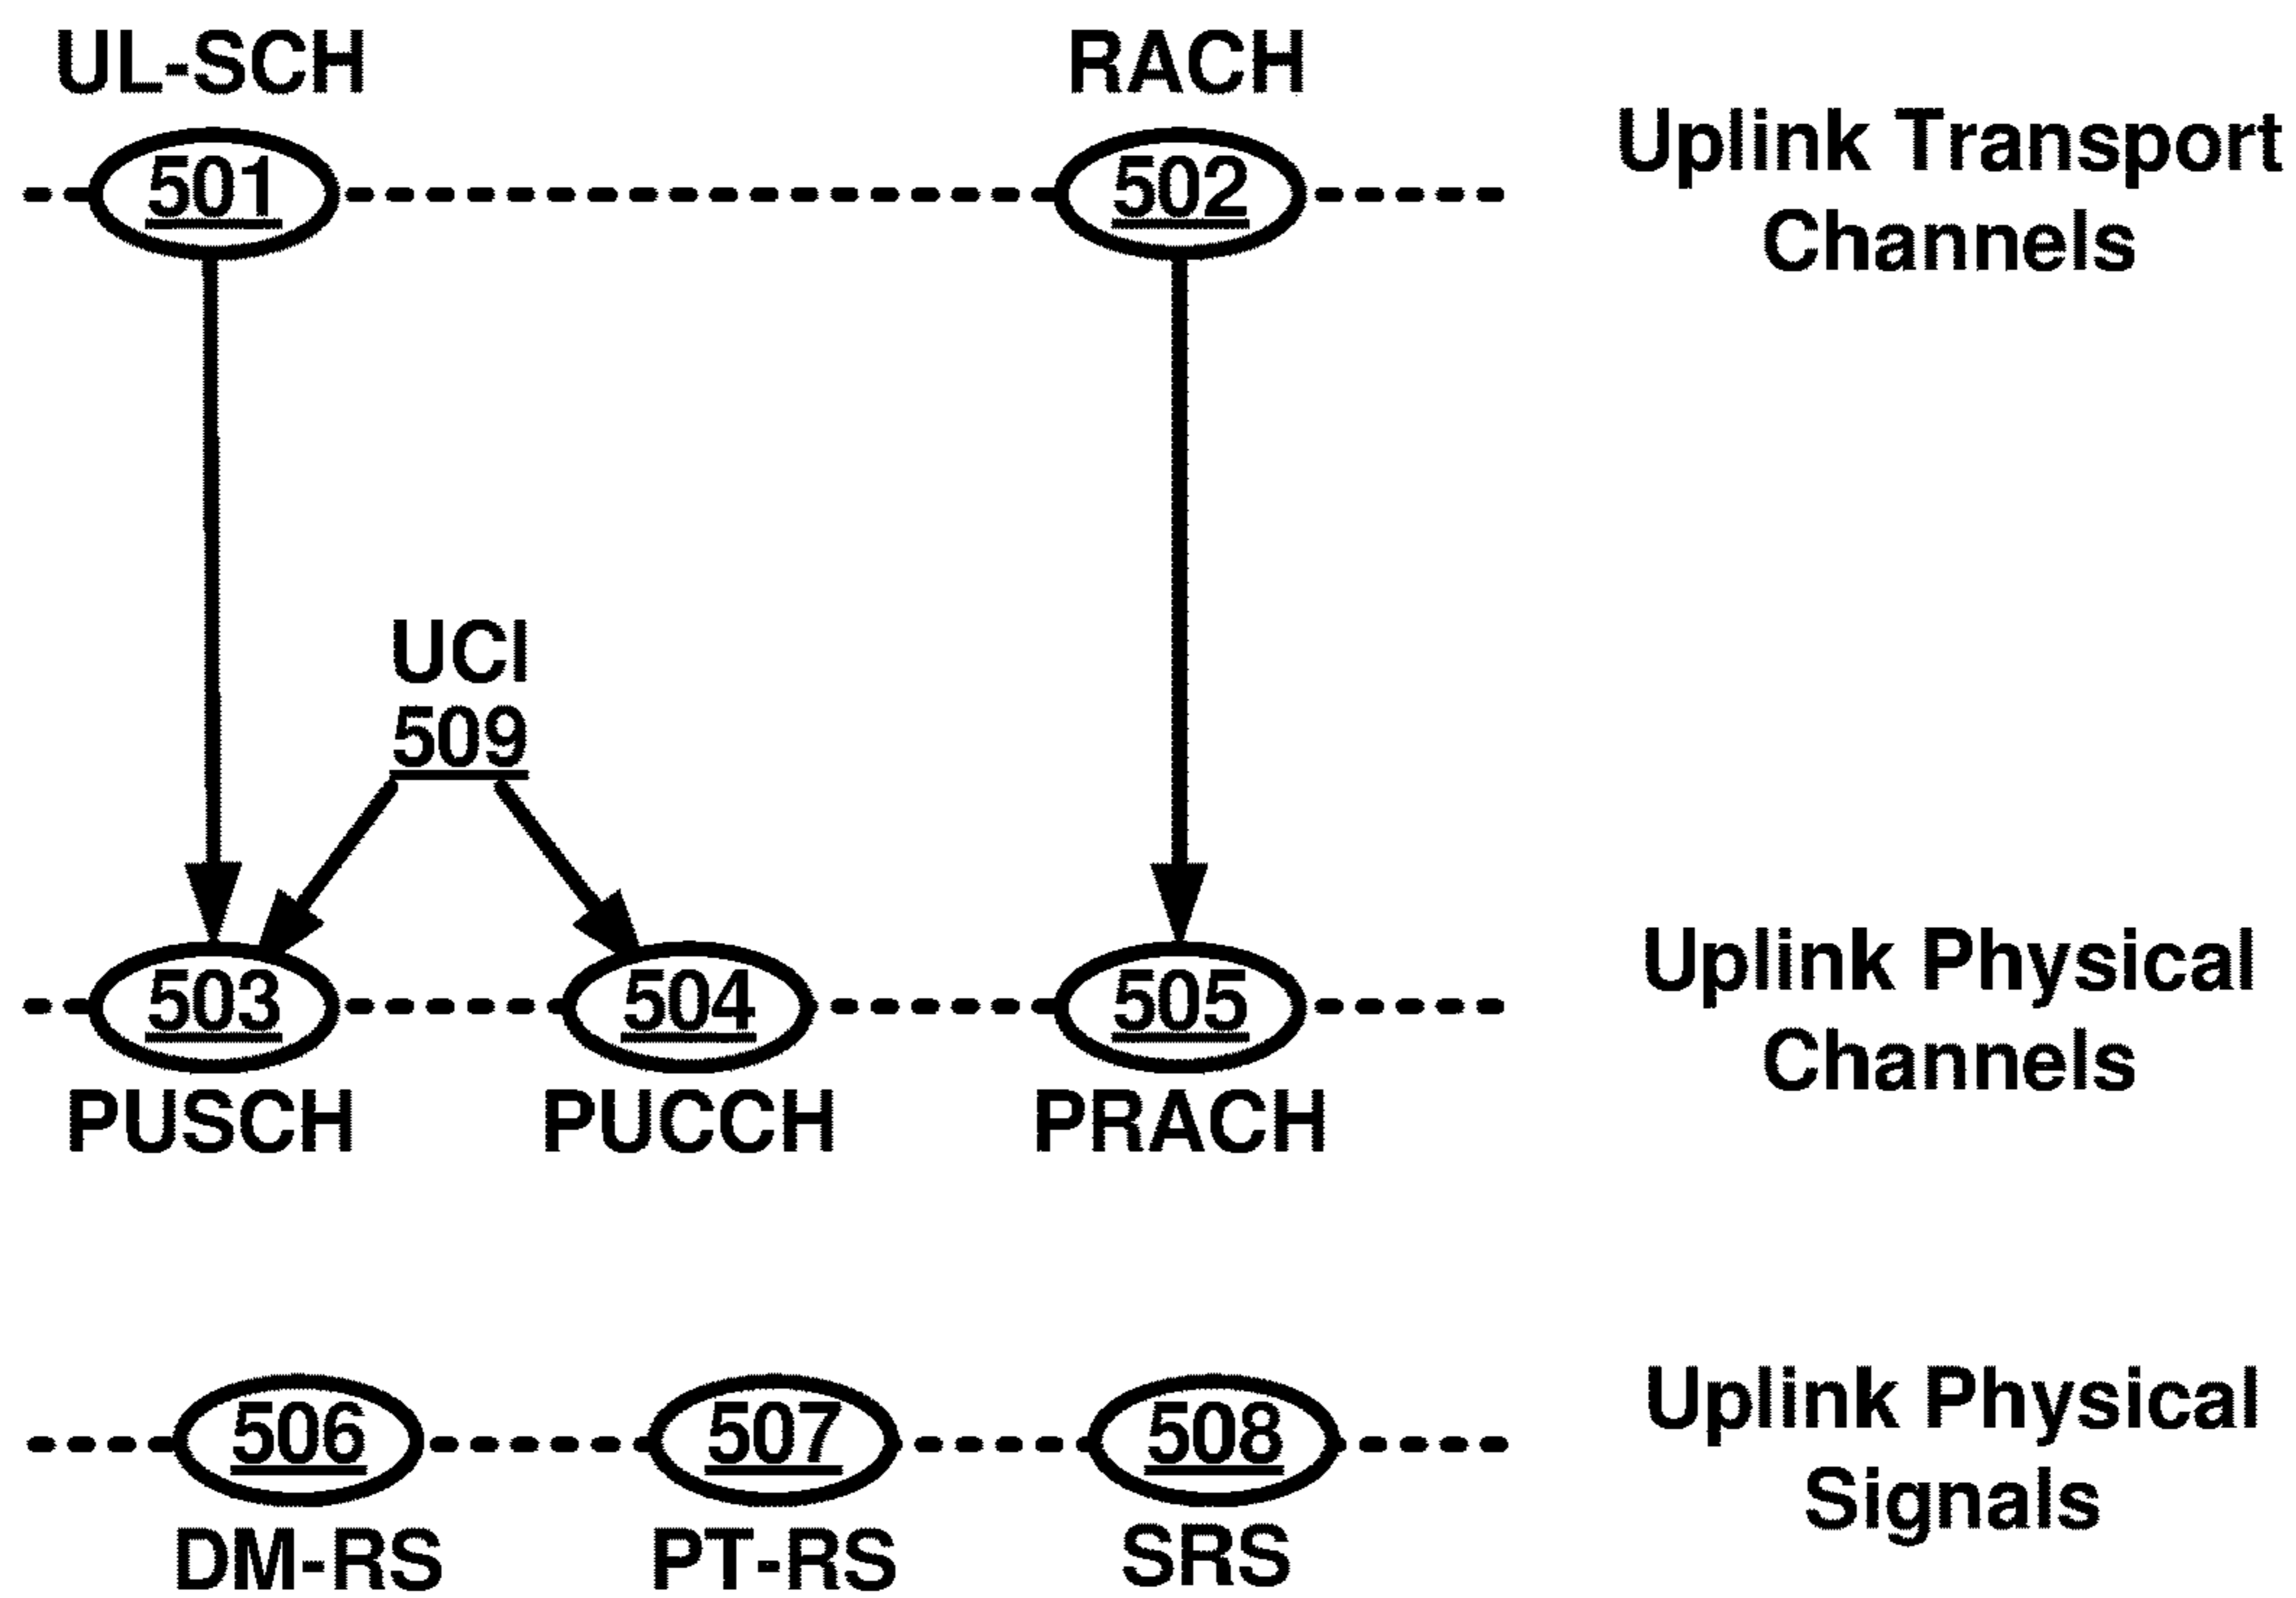 UL-SCH
RACH
501
502
Uplink Transport
Channels
UCI
509
503
504
505
Uplink Physical
Channels
PUSCH
PUCCH
PRACH
506
507
508
Uplink Physical
Signals
DM-RS
PT-RS
SRS